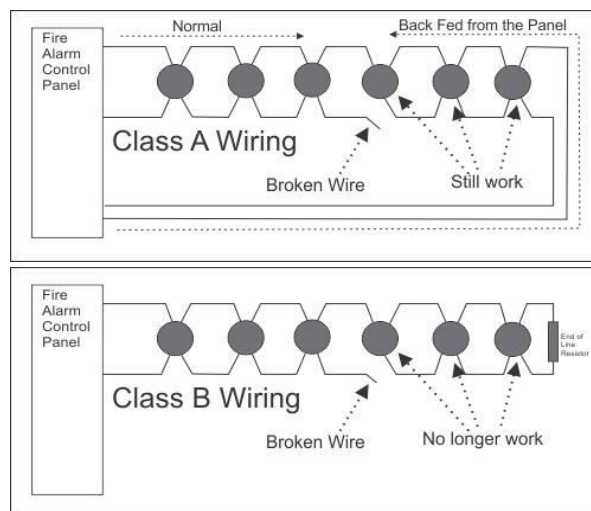 Fire
Alarm
Control
Panel
Normal
Back Fed from the Panel
Class A Wiring
Broken Wire
Still work
Fire
Alarm
Control
Panel
End of
Line
Resistor
Class B Wiring
Broken Wire
No longer work